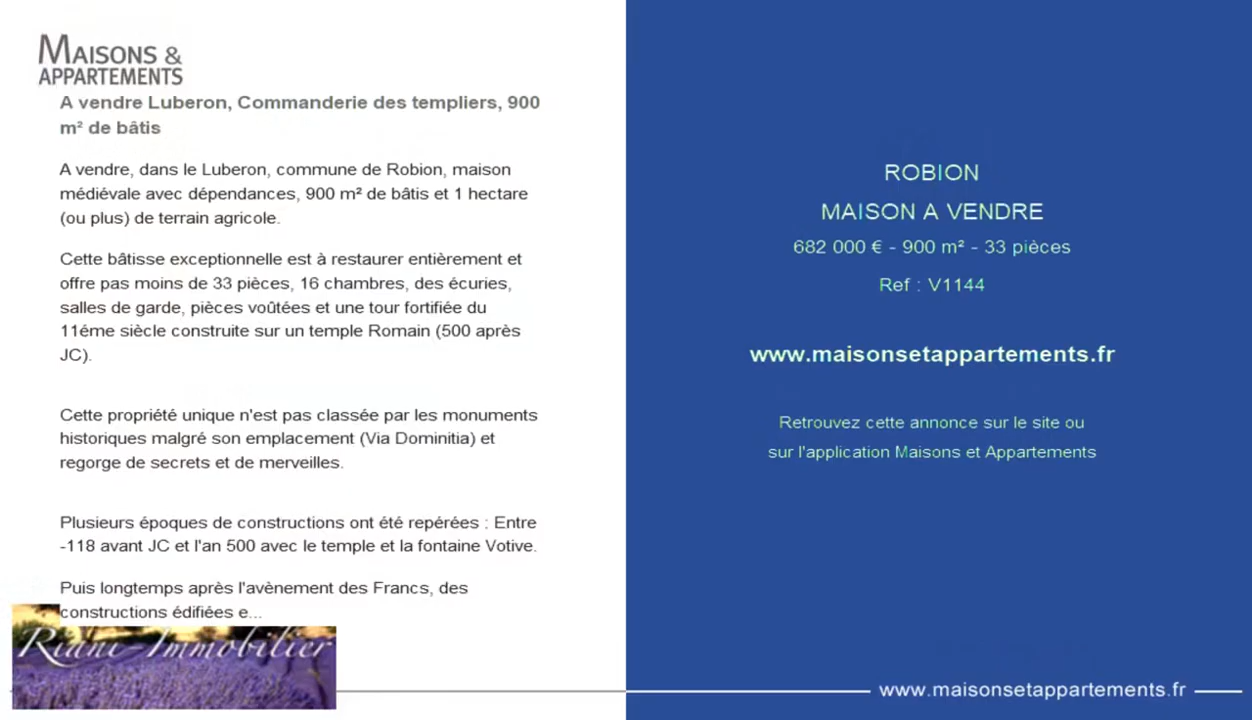 MAISONS &
APPARTEMENTS
A vendre Luberon, Commanderie des templiers, 900
m² de bâtis
A vendre, dans le Luberon, commune de Robion, maison
médiévale avec dépendances, 900 m² de bâtis et 1 hectare
(ou plus) de terrain agricole.
Cette bâtisse exceptionnelle est à restaurer entièrement et
offre pas moins de 33 pièces, 16 chambres, des écuries,
salles de garde, pièces voûtées et une tour fortifiée du
11éme siècle construite sur un temple Romain (500 après
JC).
Cette propriété unique n'est pas classée par les monuments
historiques malgré son emplacement (Via Dominitia) et
regorge de secrets et de merveilles.
Plusieurs époques de constructions ont été repérées : Entre
-118 avant JC et l'an 500 avec le temple et la fontaine Votive.
Puis longtemps après l'avènement des Francs, des
constructions édifiées e...
Riani-Immobilier
ROBION
MAISON A VENDRE
682 000 € - 900 m² - 33 pièces
Ref : V1144
www.maisonsetappartements.fr
Retrouvez cette annonce sur le site ou
sur l'application Maisons et Appartements
www.maisonsetappartements.fr